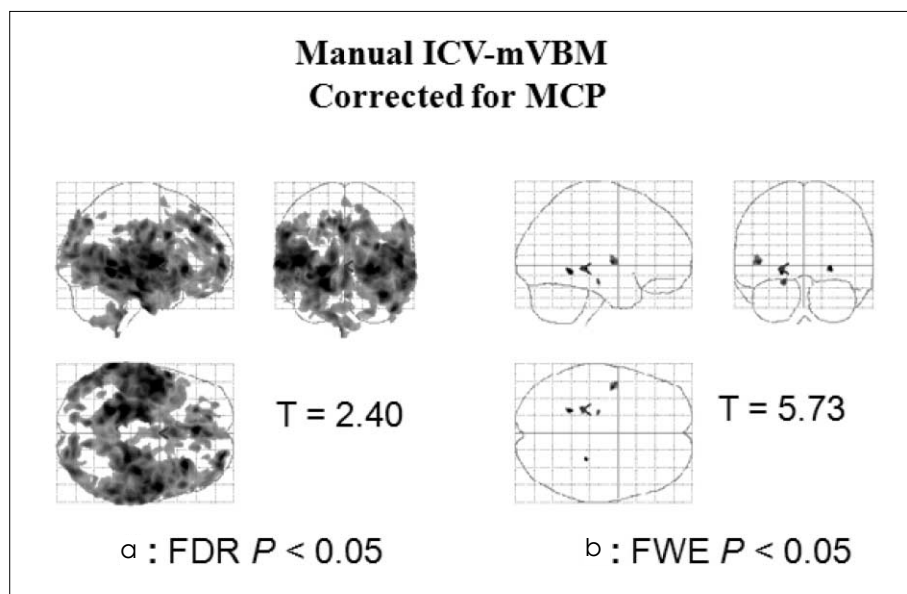 Manual ICV-mVBM
Corrected for MCP
T = 2.40
T = 5.73
a : FDR P < 0.05
b : FWE P < 0.05